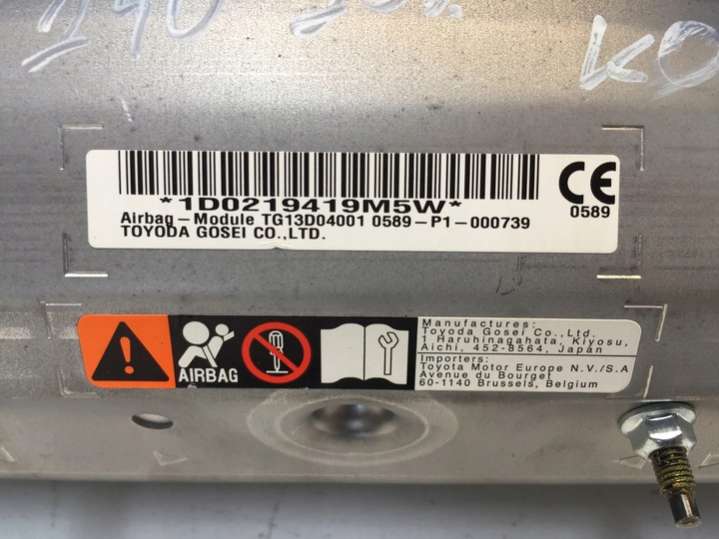 KO
*1D0219419M5W*
Airbag-Module TG13D04001 0589-P1-000739
TOYODA GOSEI CO.,LTD.
CE
0589
AIRBAG
Manufactures:
Toyoda Gosei Co.,Ltd.
1 Haruhinagahata, Kiyosu,
Aichi, 452-8564, Japan
Importers:
Toyota Motor Europe N.V./S.A
Avenue du Bourget
60-1140 Brussels, Belgium